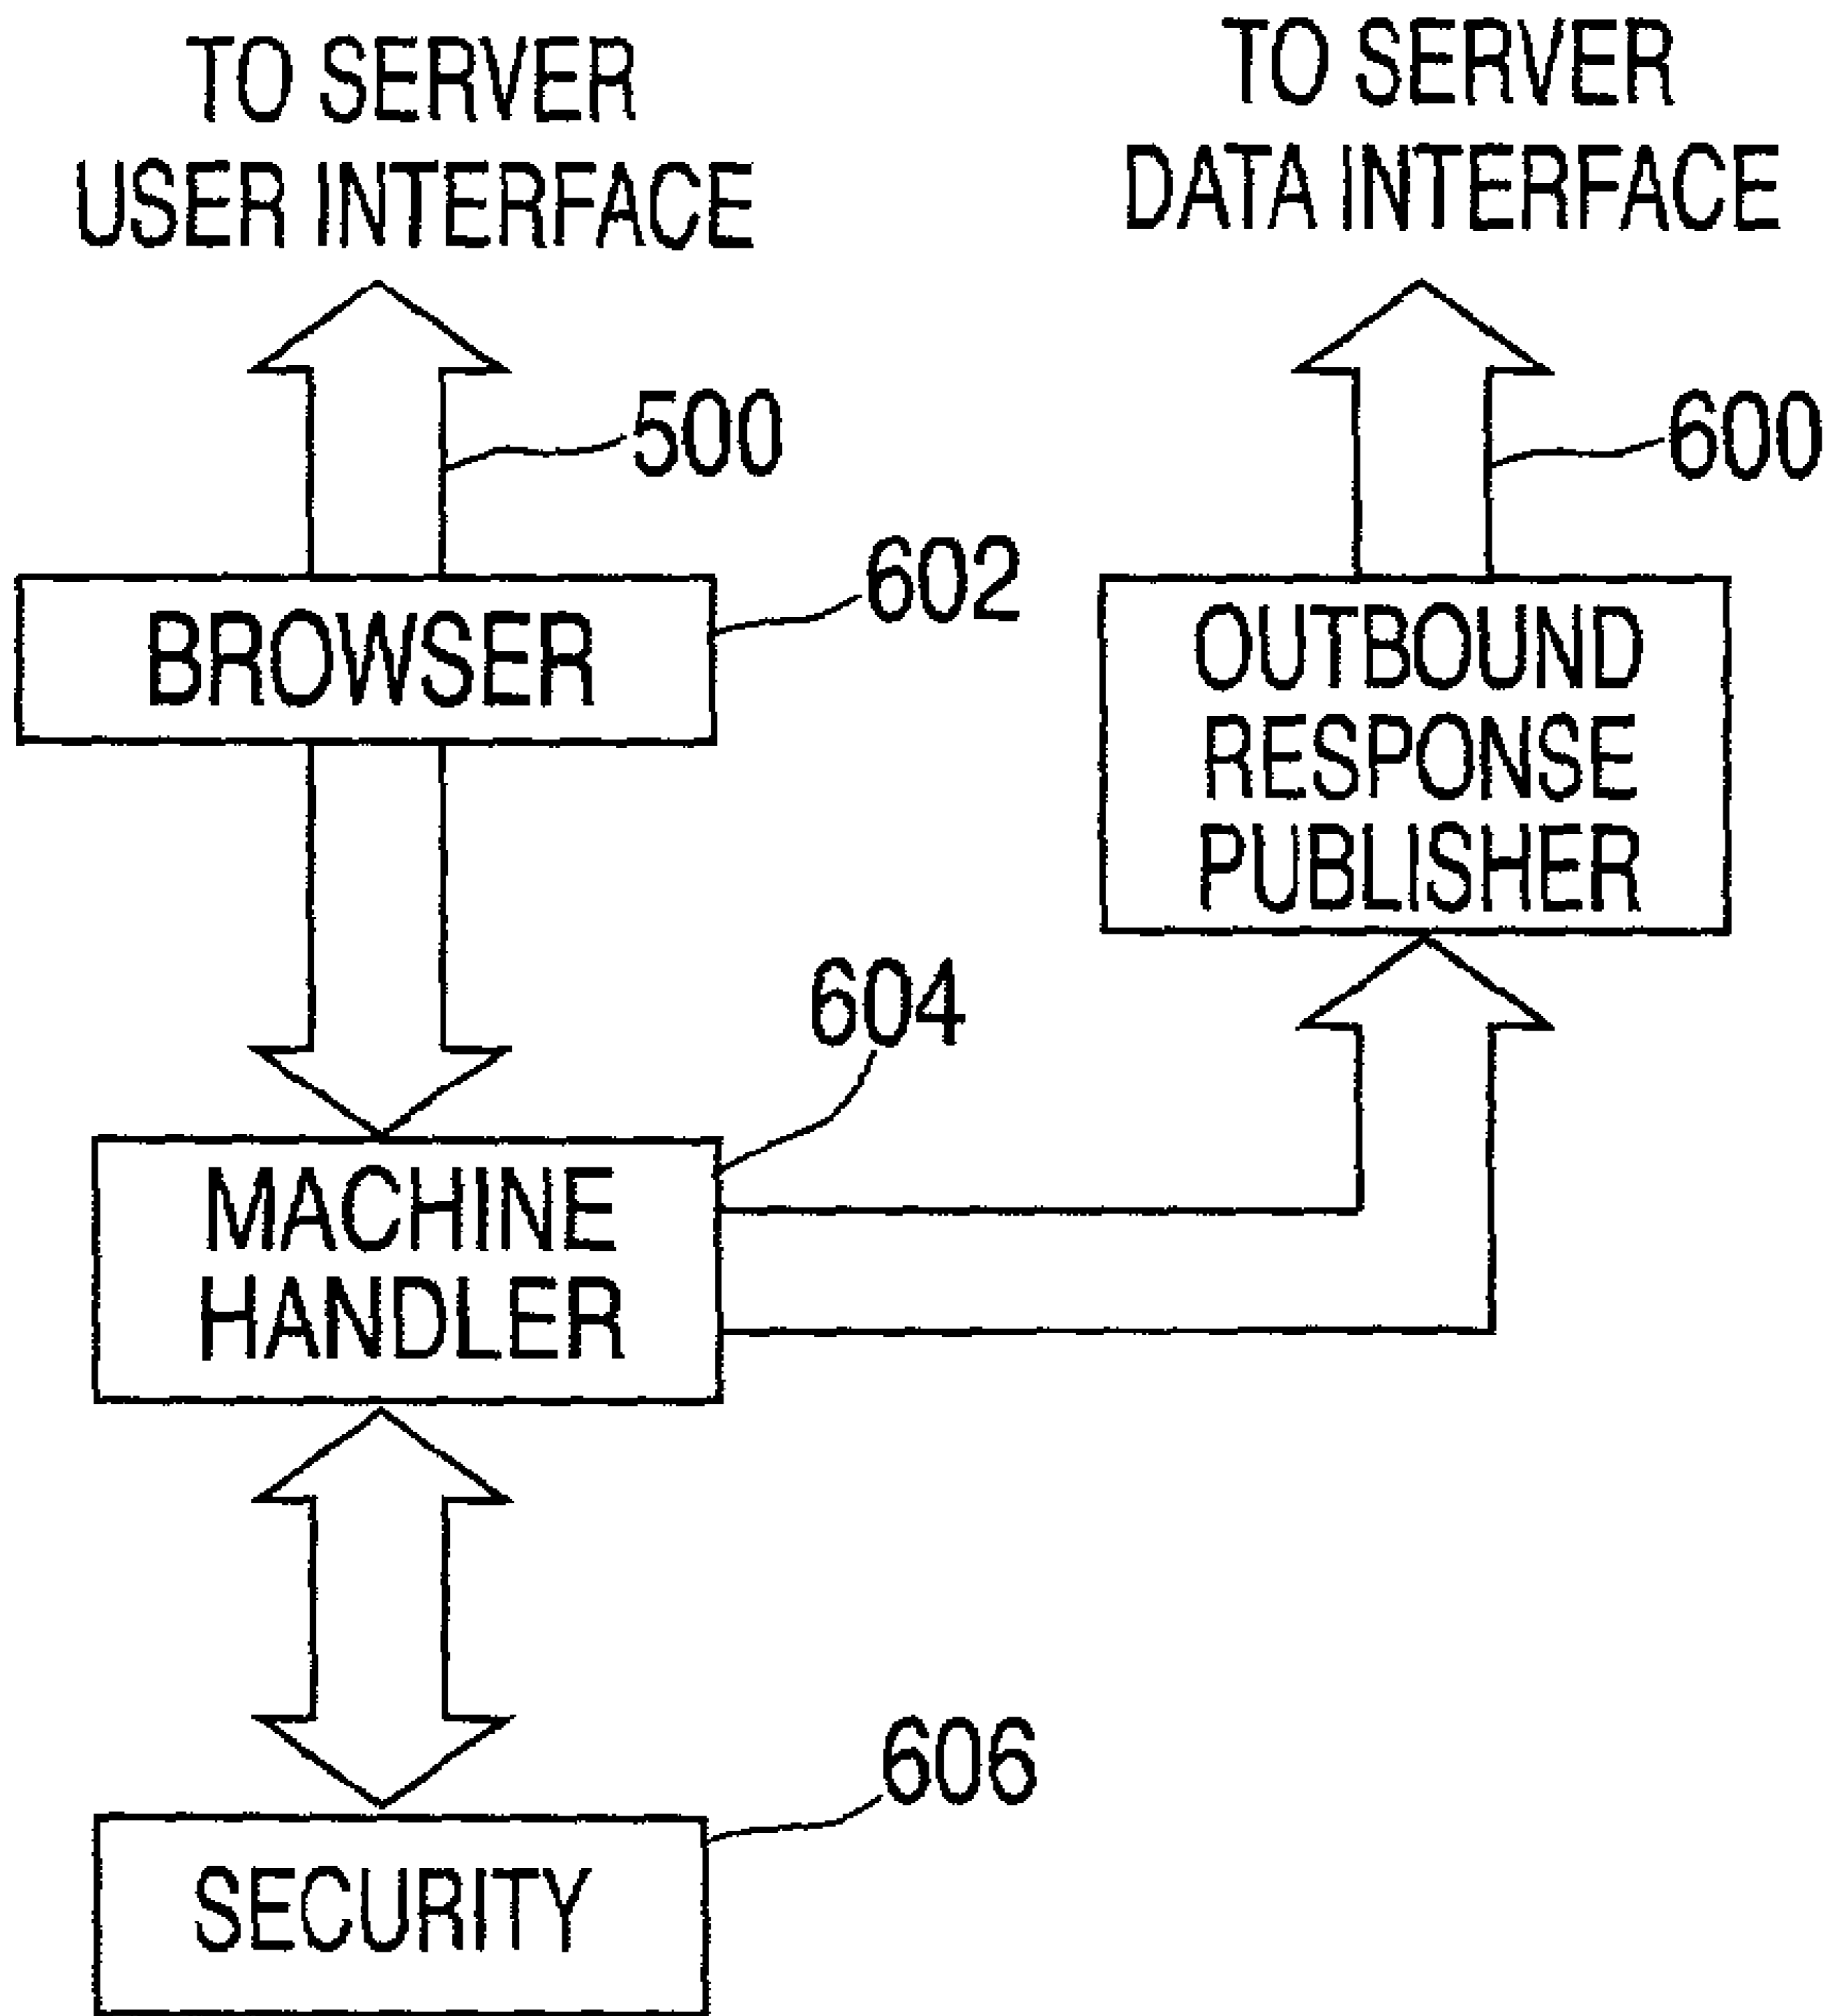 TO SERVER
USER INTERFACE
TO SERVER
DATA INTERFACE
500
600
602
BROWSER
OUTBOUND
RESPONSE
PUBLISHER
604
MACHINE
HANDLER
606
SECURITY